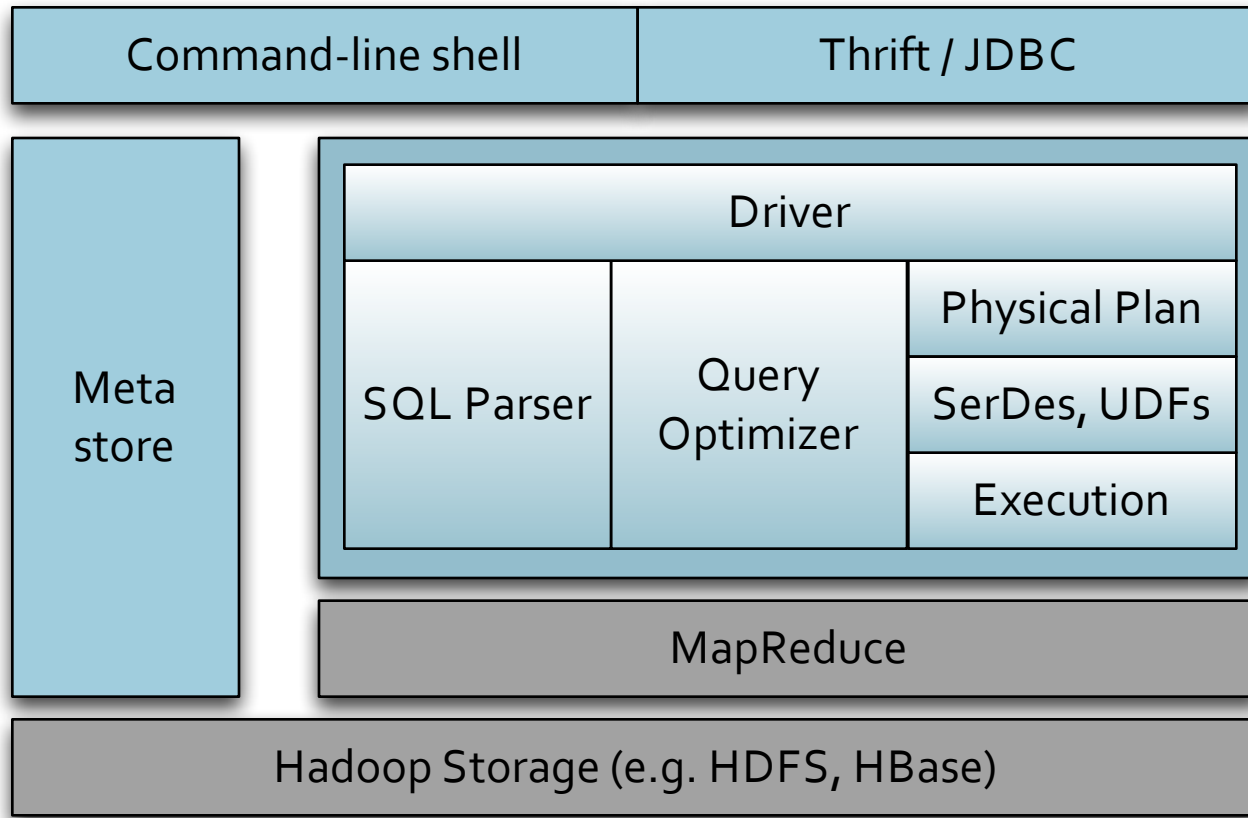 Command-line shell
Thrift / JDBC
Meta
store
Driver
SQL Parser
Query
Optimizer
Physical Plan
SerDes, UDFs
Execution
MapReduce
Hadoop Storage (e.g. HDFS, HBase)